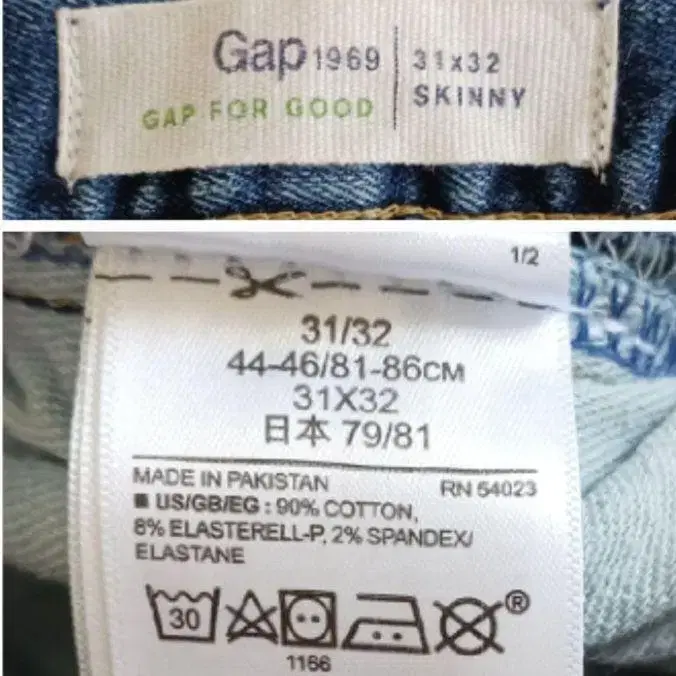 Gap 1969
GAP FOR GOOD
31x32
SKINNY
1/2
31/32
44-46/81-86CM
31X32
日本 79/81
MADE IN PAKISTAN
RN 54023
US/GB/EG : 90% COTTON,
8% ELASTERELL-P, 2% SPANDEX/
ELASTANE
30
®
1166